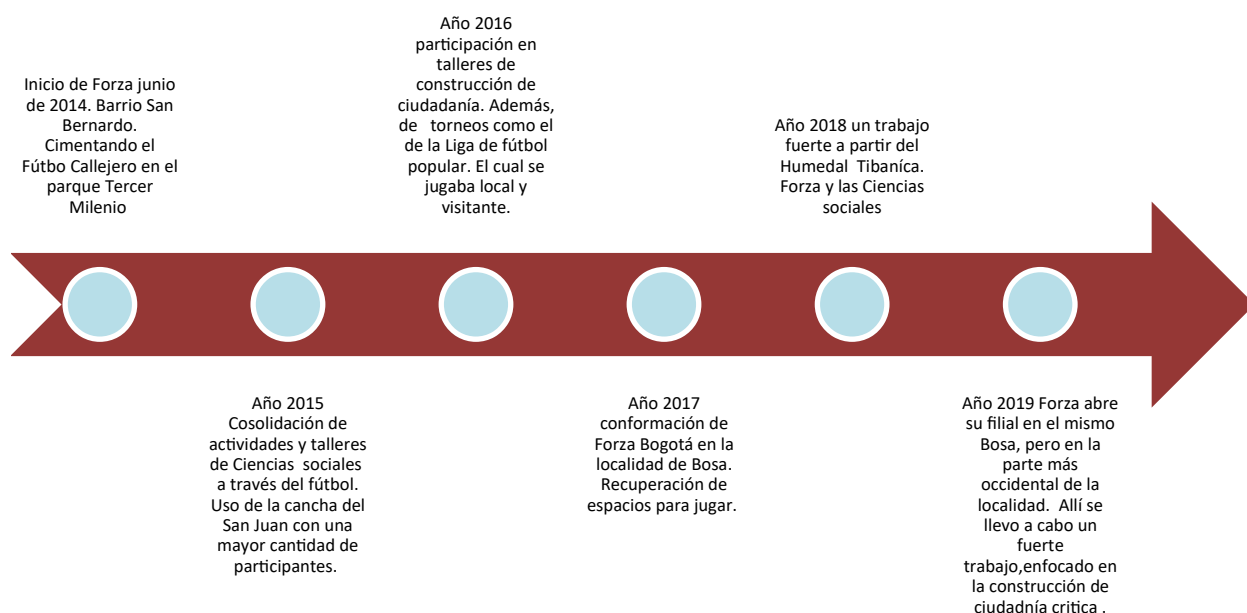 Inicio de Forza junio
de 2014. Barrio San
Bernardo.
Cimentando el
Fútbo Callejero en el
parque Tercer
Milenio
Año 2015
Cosolidación de
actividades y talleres
de Ciencias sociales
a través del fútbol.
Uso de la cancha del
San Juan con una
mayor cantidad de
participantes.
Año 2016
participación en
talleres de
construcción de
ciudadanía. Además,
de torneos como el
de la Liga de fútbol
popular. El cual se
jugaba local y
visitante.
Año 2017
conformación de
Forza Bogotá en la
localidad de Bosa.
Recuperación de
espacios para jugar.
Año 2018 un trabajo
fuerte a partir del
Humedal Tibaníca.
Forza y las Ciencias
sociales
Año 2019 Forza abre
su filial en el mismo
Bosa, pero en la
parte más
occidental de la
localidad. Allí se
llevo a cabo un
fuerte
trabajo,enfocado en
la construcción de
ciudadnía critica .